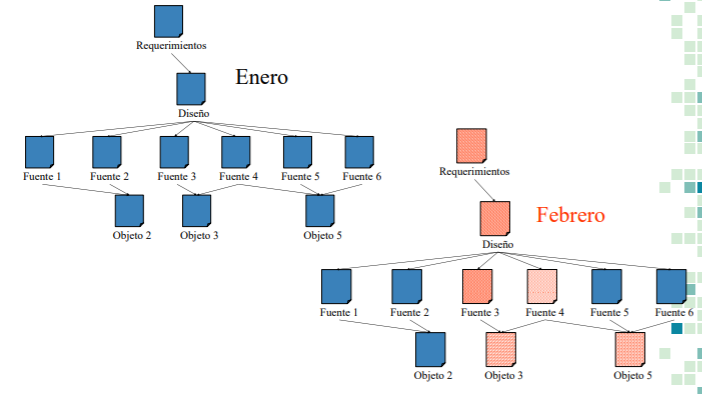 Requerimientos
Enero
Diseño
Fuente 1 Fuente 2 Fuente 3 Fuente 4 Fuente 5 Fuente 6
Objeto 2 Objeto 3 Objeto 5
Requerimientos
Febrero
Diseño
Fuente 1 Fuente 2 Fuente 3 Fuente 4 Fuente 5 Fuente 6
Objeto 2 Objeto 3 Objeto 5